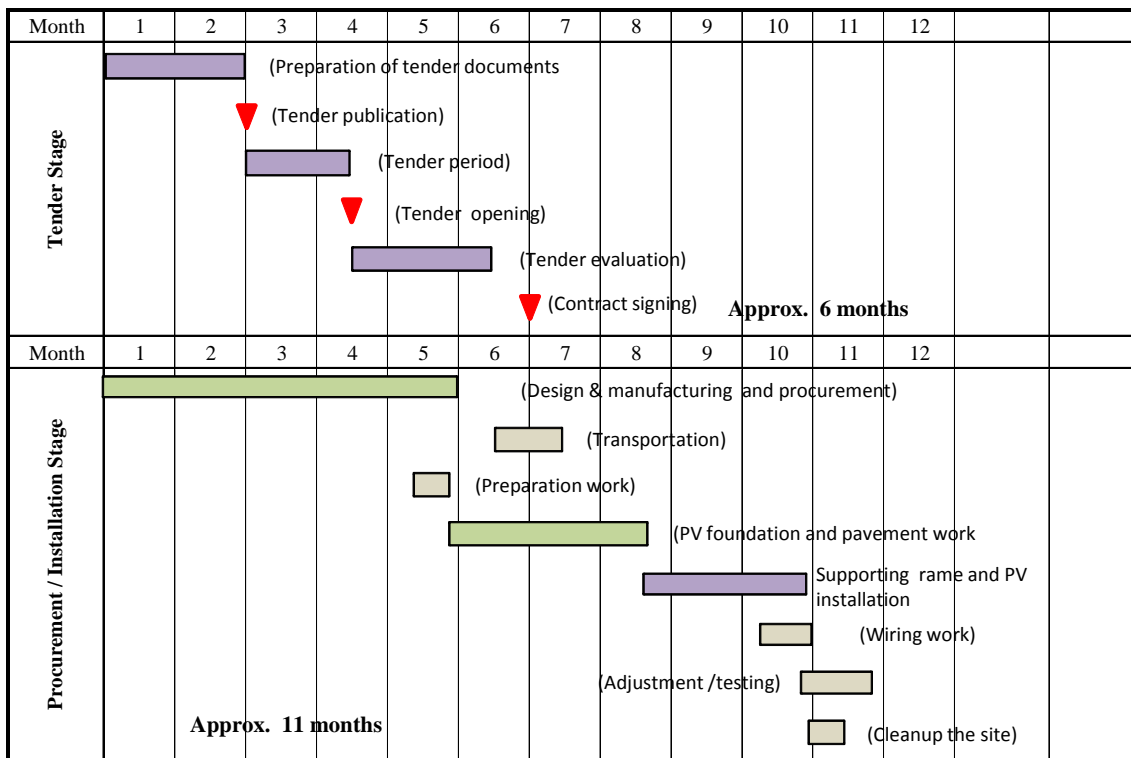 Month 1 2 3 4 5 6 7 8 9 10 11 12
Tender Stage
(Preparation of tender documents
(Tender publication)
(Tender period)
(Tender opening)
(Tender evaluation)
(Contract signing)
Approx. 6 months
Month 1 2 3 4 5 6 7 8 9 10 11 12
Procurement / Installation Stage
(Design & manufacturing and procurement)
(Transportation)
(Preparation work)
(PV foundation and pavement work
Supporting rame and PV
installation
(Wiring work)
(Adjustment /testing)
Approx. 11 months
(Cleanup the site)